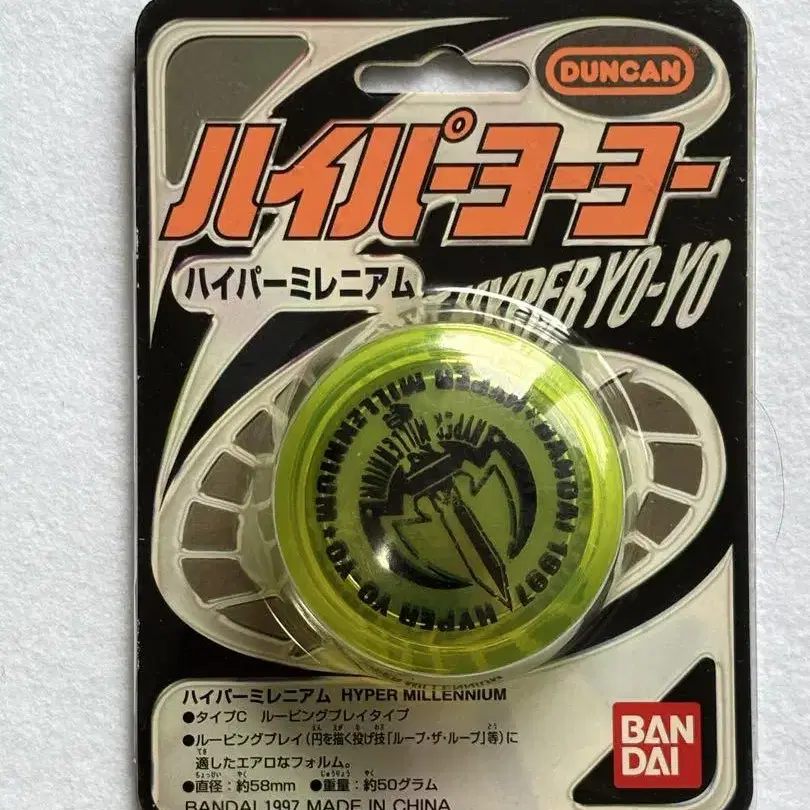 DUNCAN
ハイパーヨーヨー
ハイパーミレニアム
HYPER YO-YO
HYPER MILLENNIUM
BANDAI 1997 HYPER YO-YO★HYPER MILLENNIUM
ハイパーミレニアム HYPER MILLENNIUM
●タイプC ルーピングプレイタイプ
●ルーピングプレイ(円を描く投げ技「ループ・ザ・ループ」等)に
適したエアロなフォルム。
●直径:約58mm ●重量:約50グラム
BANDAI 1997 MADE IN CHINA
BAN
DAI